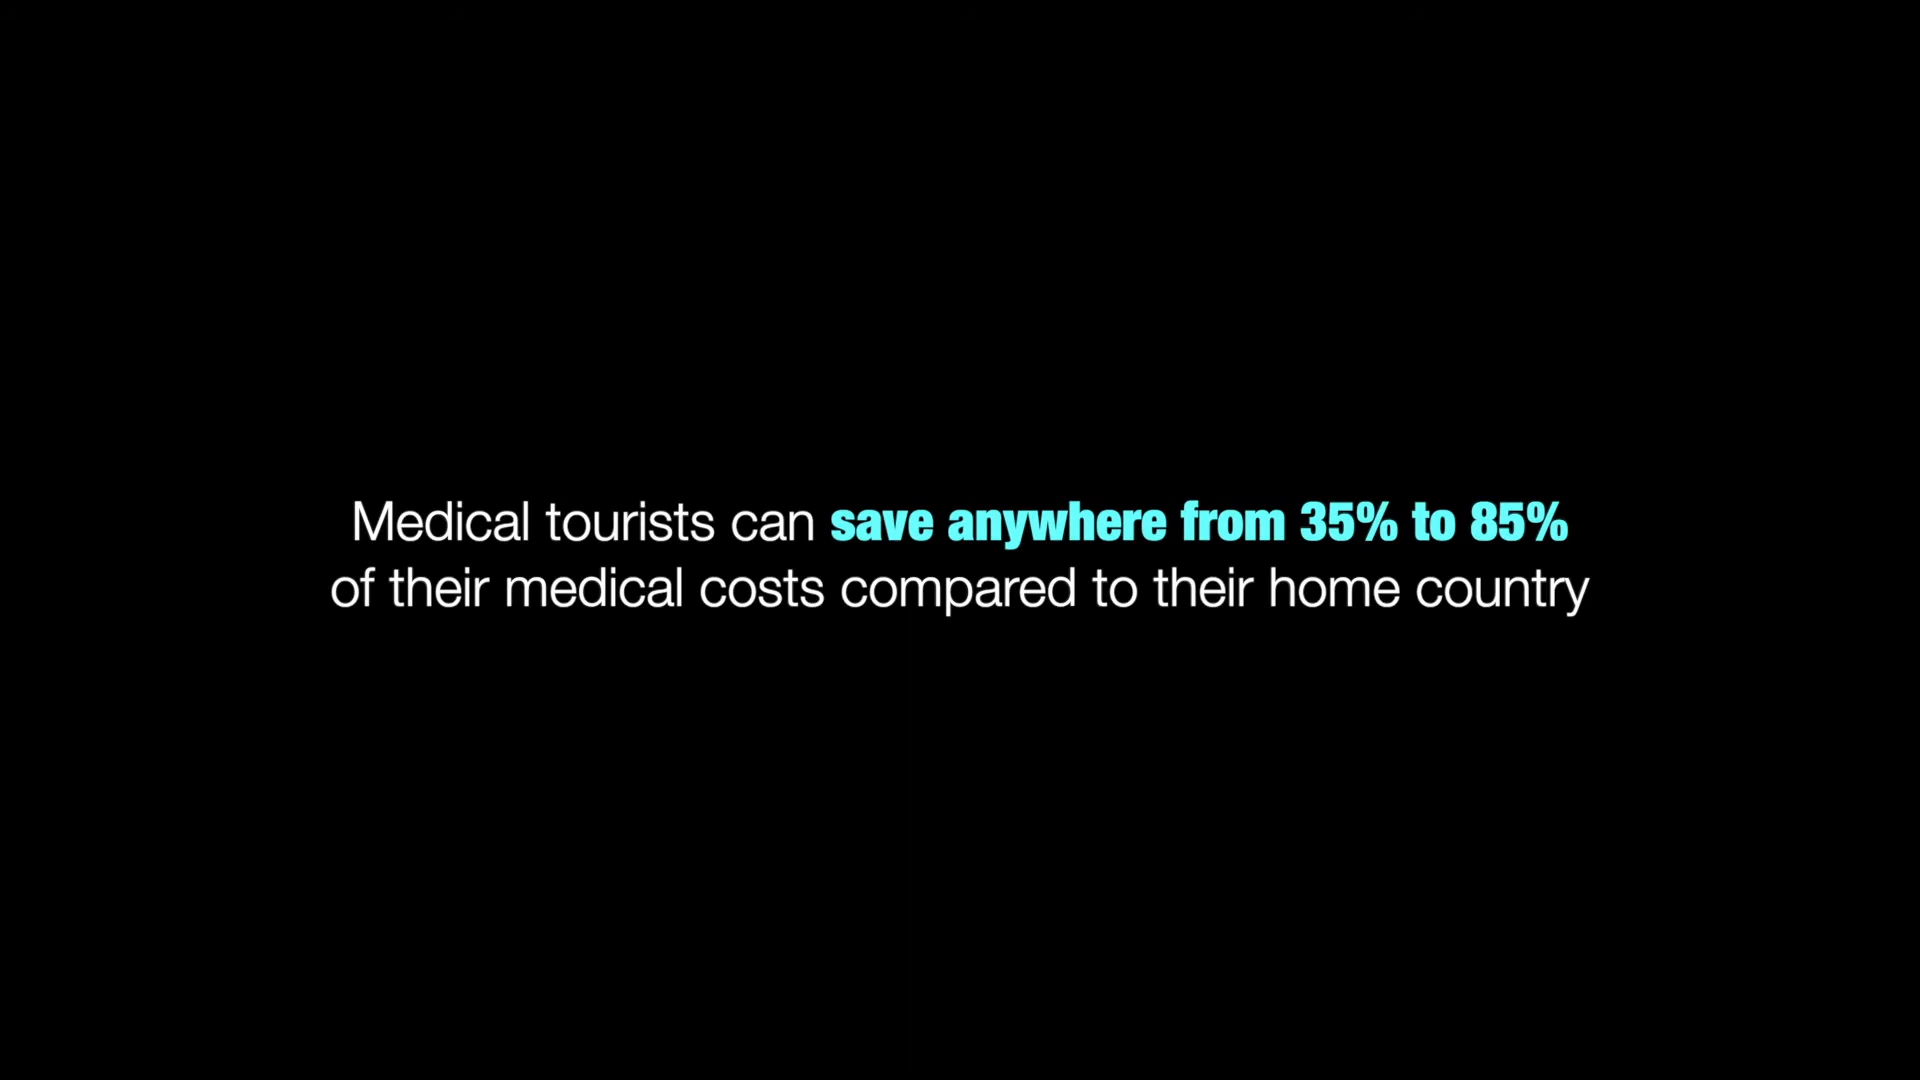 Medical tourists can save anywhere from 35% to 85%
of their medical costs compared to their home country